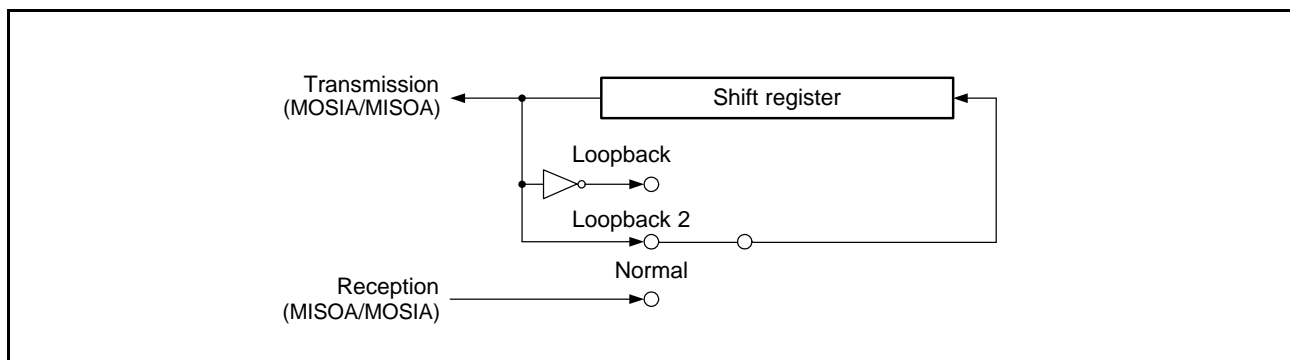 Transmission
(MOSIA/MISOA)
Shift register
Loopback
Loopback 2
Normal
Reception
(MISOA/MOSIA)